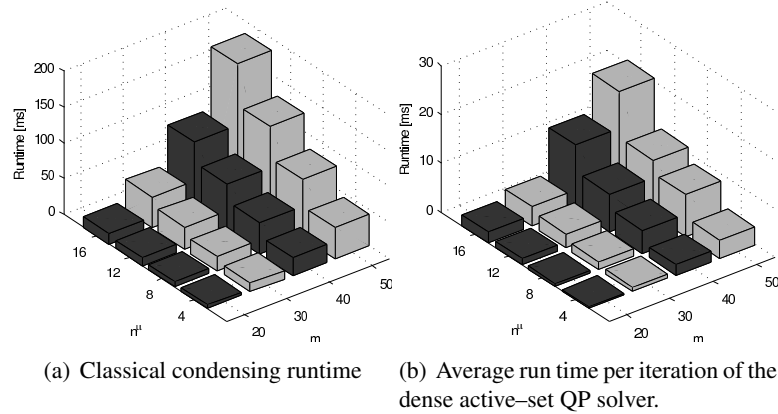 200
150
100
50
0
Runtime [ms]
16
12
8
4
n^μ
20
30
40
50
m
30
20
10
0
Runtime [ms]
16
12
8
4
n^μ
20
30
40
50
m
(a) Classical condensing runtime
(b) Average run time per iteration of the
dense active–set QP solver.